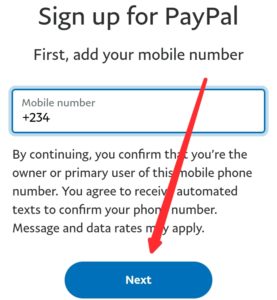 Sign up for PayPal
First, add your mobile number
Mobile number
+234
By continuing, you confirm that you're the
owner or primary user of this mobile phone
number. You agree to receive automated
texts to confirm your phone number.
Message and data rates may apply.
Next